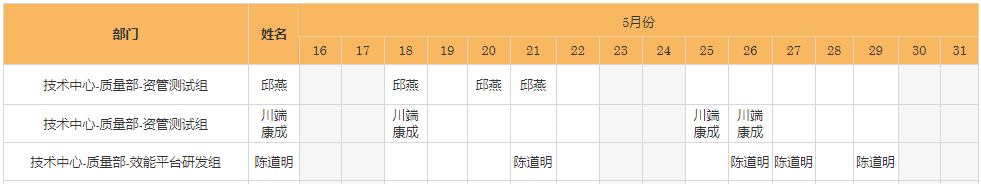 部门 姓名 5月份
16 17 18 19 20 21 22 23 24 25 26 27 28 29 30 31
技术中心-质量部-资管测试组 邱燕 邱燕 邱燕 邱燕
技术中心-质量部-资管测试组 川端 川端 川端 川端
康成 康成 康成 康成
技术中心-质量部-效能平台研发组 陈道明 陈道明 陈道明 陈道明 陈道明